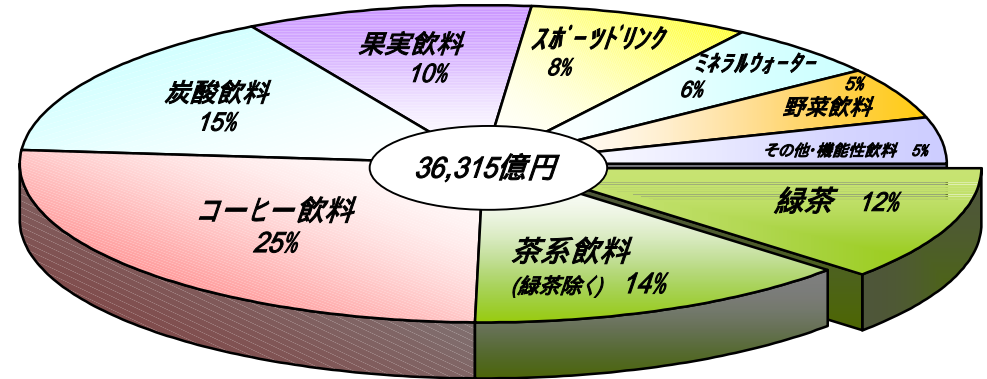 果実飲料
10%
スポーツドリンク
8%
ミネラルウォーター
6%
5%
野菜飲料
その他・機能性飲料 5%
炭酸飲料
15%
36,315億円
緑茶 12%
コーヒー飲料
25%
茶系飲料
(緑茶除く) 14%